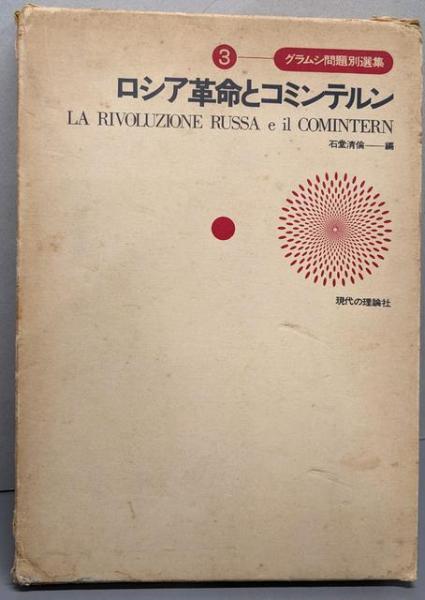 3 グラムシ問題別選集
ロシア革命とコミンテルン
LA RIVOLUZIONE RUSSA e il COMINTERN
石堂清倫——編
現代の理論社